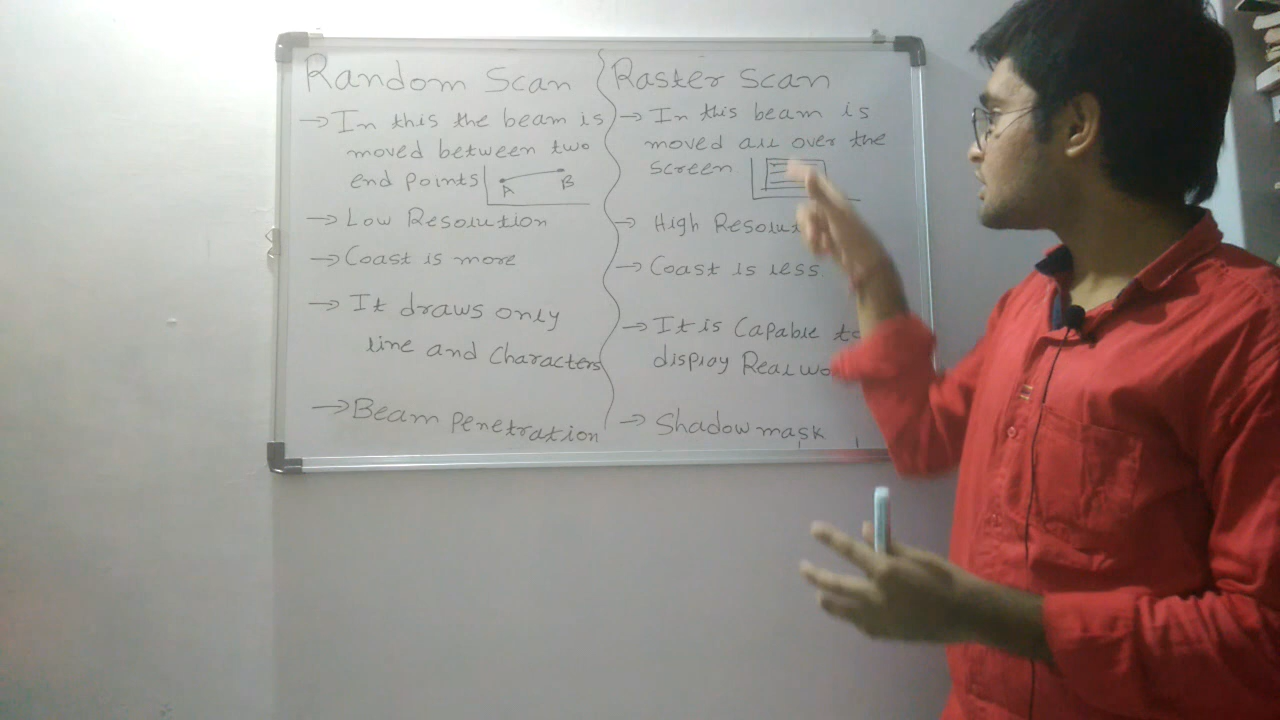 Random Scan
→ In this the beam is
moved between two
end points
A B
→ Low Resolution
→ Coast is more
→ It draws only
line and characters
→ Beam penetration
Raster Scan
→ In this beam is
moved all over the
screen
→ High
→ Coast is less
→ It is Capable to
display Real
→ Shadow mask